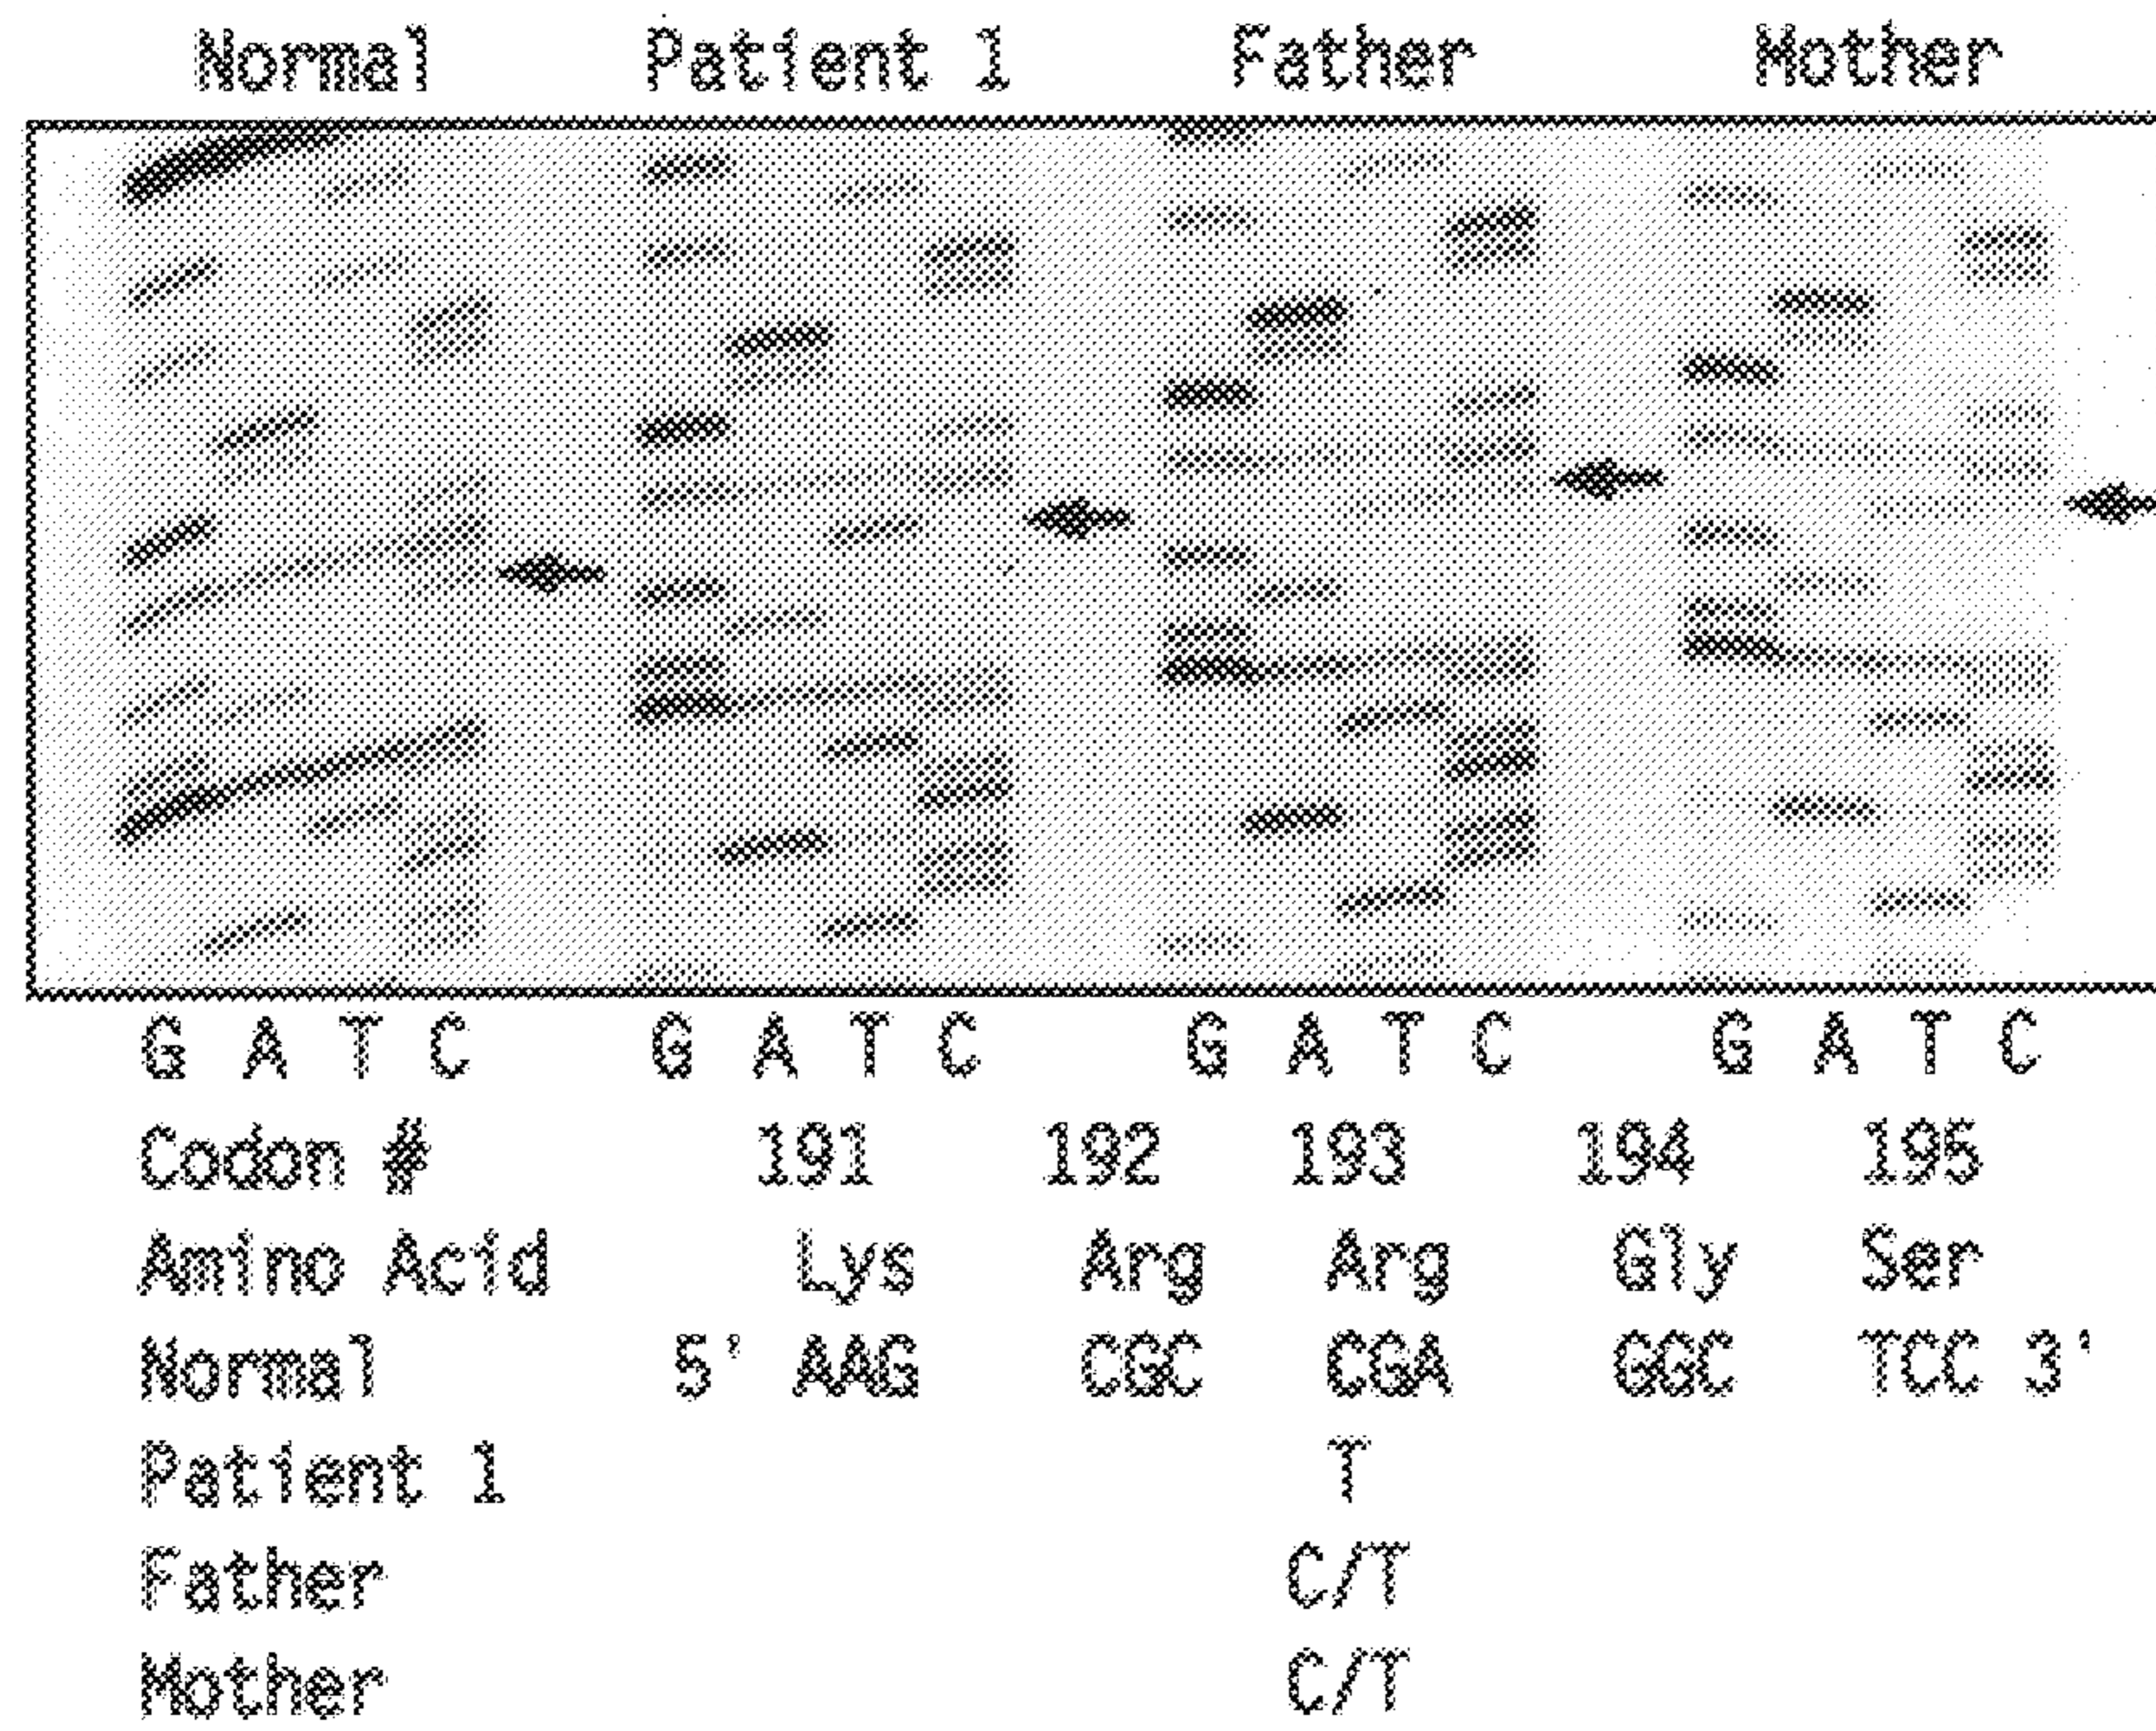 Normal Patient 1 Father Mother
G A T C G A T C G A T C G A T C
Codon # 191 192 193 194 195
Amino Acid Lys Arg Arg Gly Ser
Normal 5' AAG CGC CGA GGC TCC 3'
Patient 1 T
Father C/T
Mother C/T